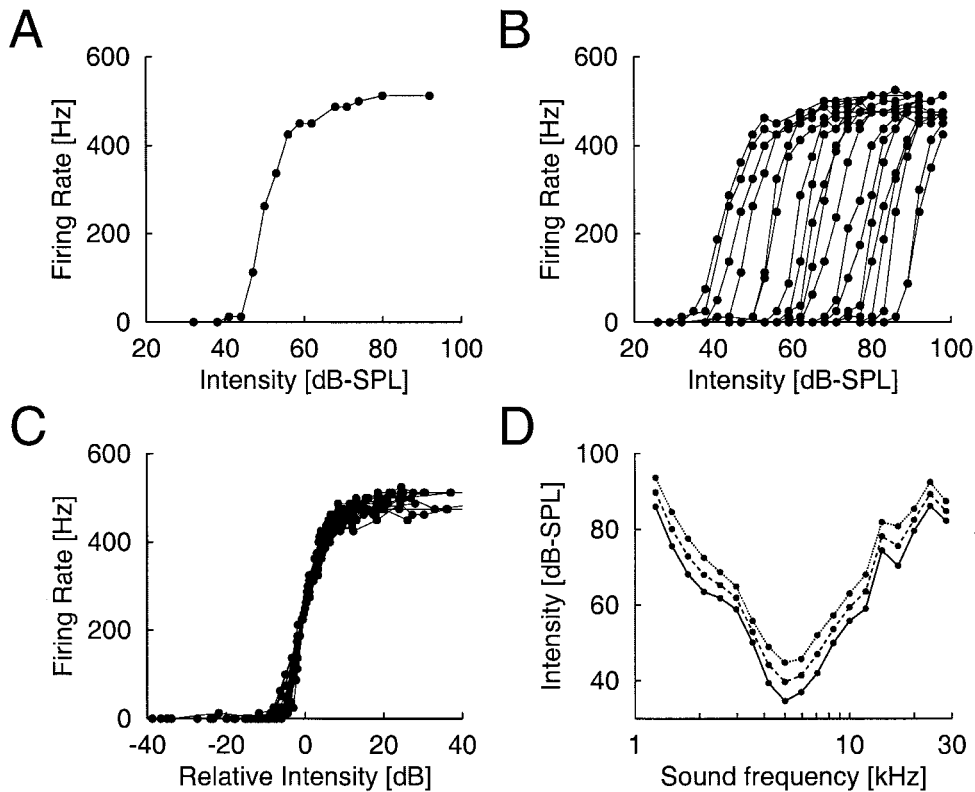 A
600
400
200
0
Firing Rate [Hz]
20 40 60 80 100
Intensity [dB-SPL]
B
600
400
200
0
Firing Rate [Hz]
20 40 60 80 100
Intensity [dB-SPL]
C
600
400
200
0
Firing Rate [Hz]
-40 -20 0 20 40
Relative Intensity [dB]
D
100
80
60
40
Intensity [dB-SPL]
1 10 30
Sound frequency [kHz]